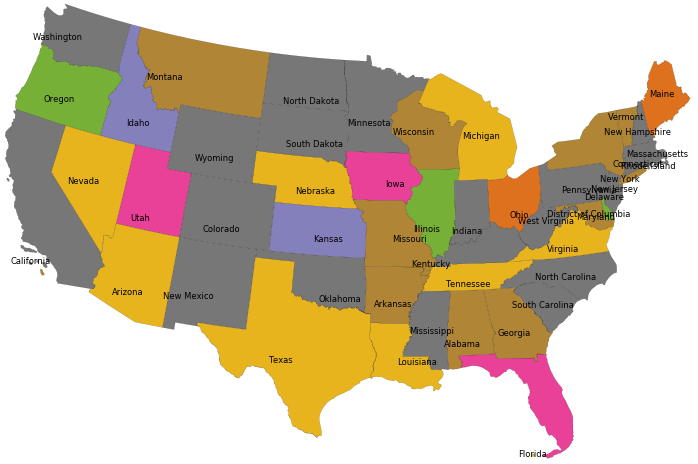 Washington
Montana
Maine
Oregon
North Dakota
Vermont
Idaho
Minnesota
Wisconsin
New Hampshire
Michigan
South Dakota
Massachusetts
Wyoming
Connecticut
Rhode Island
Nevada
Iowa
New York
Nebraska
Pennsylvania
New Jersey
Delaware
Utah
Ohio
District of Columbia
Maryland
West Virginia
Colorado
Illinois
Indiana
Kansas
Missouri
Virginia
California
Kentucky
North Carolina
Tennessee
Arizona
New Mexico
Oklahoma
Arkansas
South Carolina
Mississippi
Georgia
Alabama
Texas
Louisiana
Florida